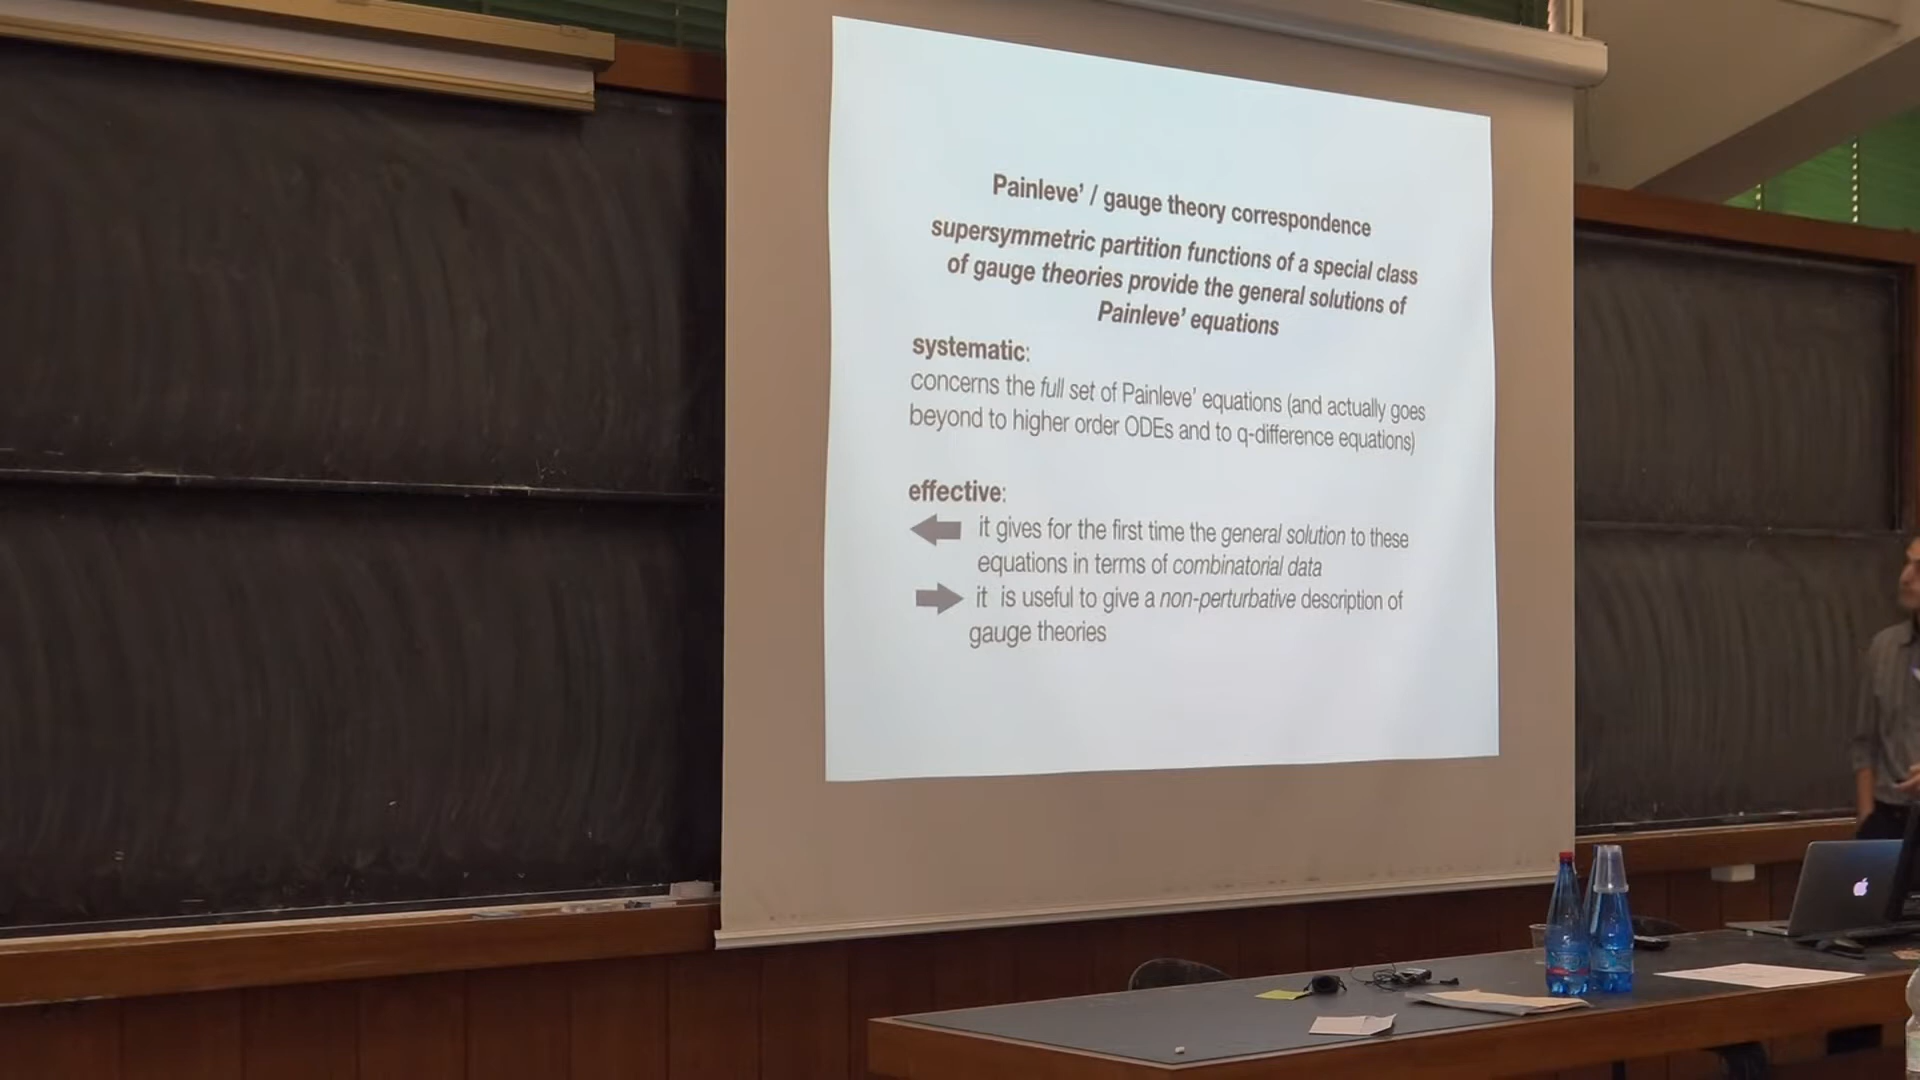 Painleve' / gauge theory correspondence
supersymmetric partition functions of a special class
of gauge theories provide the general solutions of
Painleve' equations
systematic:
concerns the full set of Painleve' equations (and actually goes
beyond to higher order ODEs and to q-difference equations)
effective:
it gives for the first time the general solution to these
equations in terms of combinatorial data
it is useful to give a non-perturbative description of
gauge theories